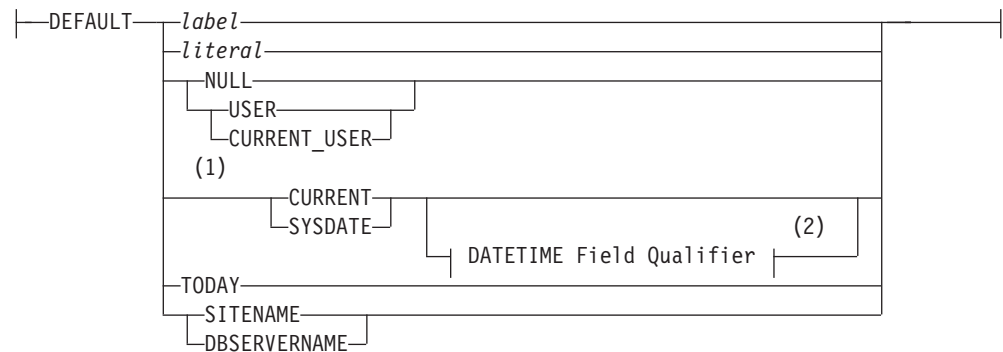 DEFAULT label
literal
NULL
USER
CURRENT_USER
(1)
CURRENT
SYSDATE
(2)
DATETIME Field Qualifier
TODAY
SITENAME
DBSERVERNAME